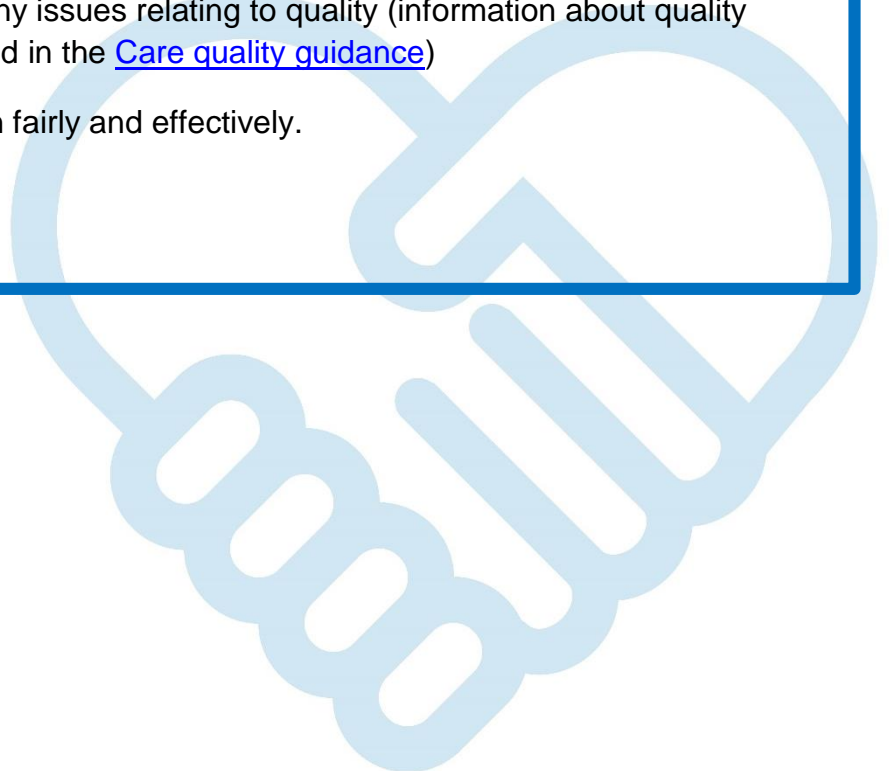 ny issues relating to quality (information about quality
d in the Care quality guidance)
n fairly and effectively.